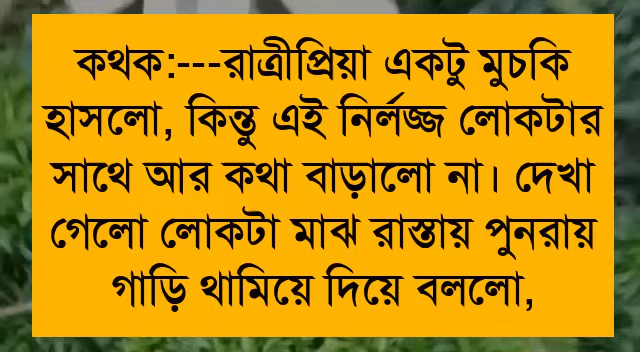 কথক:---রাত্রীপ্রিয়া একটু মুচকি
হাসলো, কিন্তু এই নির্লজ্জ লোকটার
সাথে আর কথা বাড়ালো না। দেখা
গেলো লোকটা মাঝ রাস্তায় পুনরায়
গাড়ি থামিয়ে দিয়ে বললো,